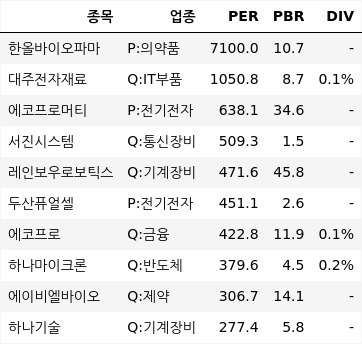 종목 업종 PER PBR DIV
한올바이오파마 P:의약품 7100.0 10.7 -
대주전자재료 Q:IT부품 1050.8 8.7 0.1%
에코프로머티 P:전기전자 638.1 34.6 -
서진시스템 Q:통신장비 509.3 1.5 -
레인보우로보틱스 Q:기계장비 471.6 45.8 -
두산퓨얼셀 P:전기전자 451.1 2.6 -
에코프로 Q:금융 422.8 11.9 0.1%
하나마이크론 Q:반도체 379.6 4.5 0.2%
에이비엘바이오 Q:제약 306.7 14.1 -
하나기술 Q:기계장비 277.4 5.8 -